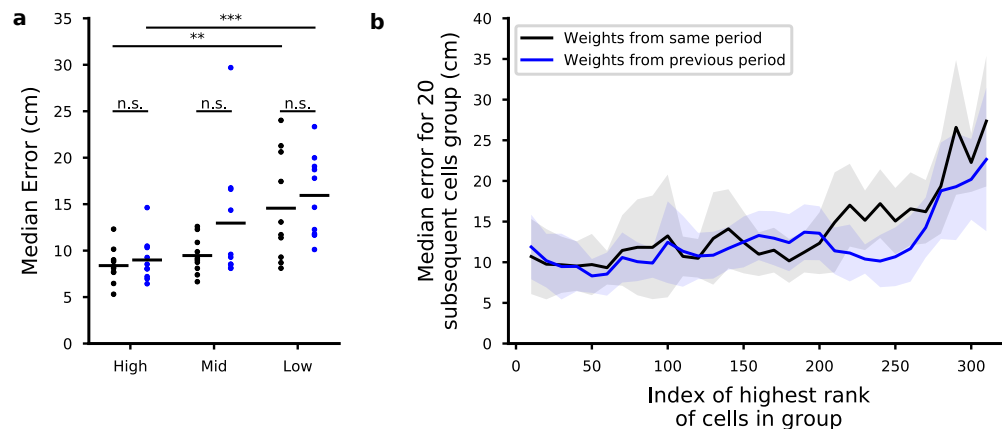 a
***
**
n.s.
n.s.
n.s.
Median Error (cm)
35
30
25
20
15
10
5
0
High
Mid
Low
b
Weights from same period
Weights from previous period
Median error for 20
subsequent cells group (cm)
40
35
30
25
20
15
10
5
0
0
50
100
150
200
250
300
Index of highest rank
of cells in group